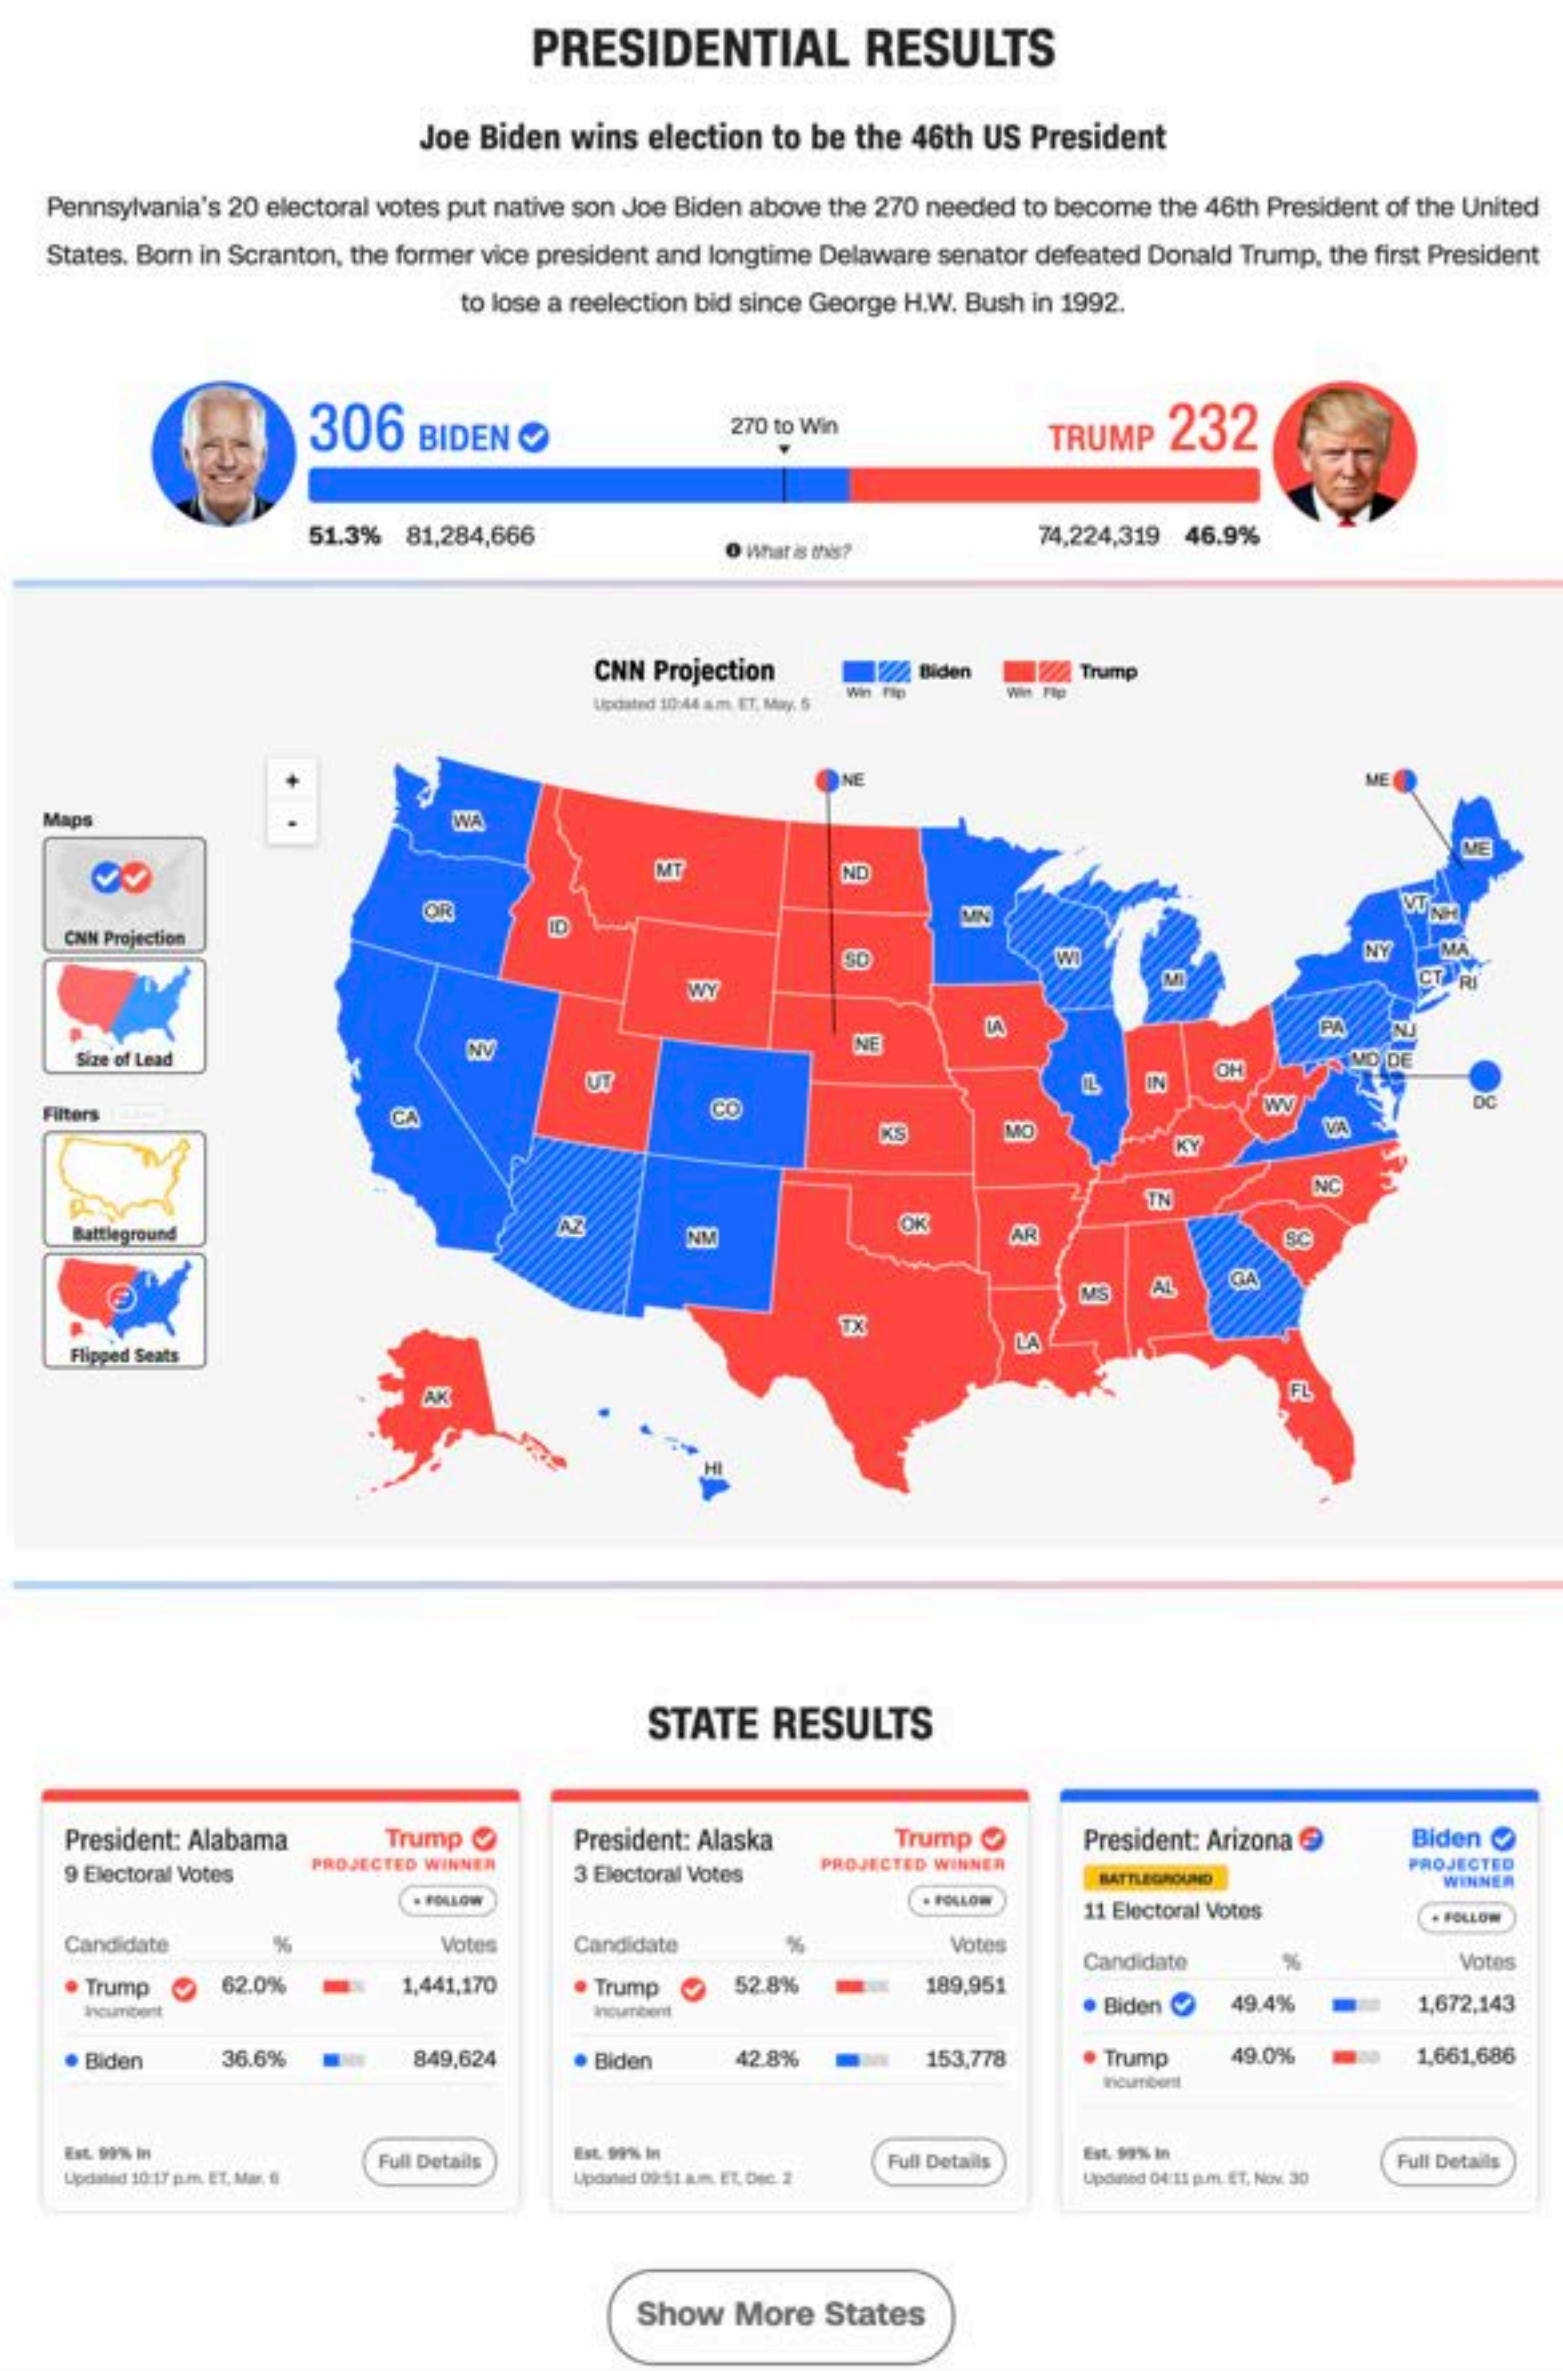 PRESIDENTIAL RESULTS
Joe Biden wins election to be the 46th US President
Pennsylvania's 20 electoral votes put native son Joe Biden above the 270 needed to become the 46th President of the United
States. Born in Scranton, the former vice president and longtime Delaware senator defeated Donald Trump, the first President
to lose a reelection bid since George H.W. Bush in 1992.
306 BIDEN
270 to Win
TRUMP 232
51.3% 81,284,666
What is this?
74,224,319 46.9%
CNN Projection
Updated 10:44 a.m. ET, May. 5
Win Flip Biden
Win Flip Trump
+
-
Maps
CNN Projection
Size of Lead
Filters
Battleground
Flipped Seats
NE
ME
WA
MT
ND
ME
OR
ID
MN
VT
NH
SD
WI
NY
MA
WY
MI
CT
RI
NV
NE
IA
PA
NJ
UT
CO
IL
IN
OH
MD
DE
DC
CA
KS
MO
WV
VA
KY
AZ
NM
OK
AR
TN
NC
SC
TX
MS
AL
GA
LA
AK
FL
HI
STATE RESULTS
President: Alabama
9 Electoral Votes
Trump
PROJECTED WINNER
+ FOLLOW
Candidate % Votes
Trump 62.0% 1,441,170
Incumbent
Biden 36.6% 849,624
Est. 99% In
Updated 10:17 p.m. ET, Mar. 6
Full Details
President: Alaska
3 Electoral Votes
Trump
PROJECTED WINNER
+ FOLLOW
Candidate % Votes
Trump 52.8% 189,951
Incumbent
Biden 42.8% 153,778
Est. 99% In
Updated 09:51 a.m. ET, Dec. 2
Full Details
President: Arizona
BATTLEGROUND
11 Electoral Votes
Biden
PROJECTED
WINNER
+ FOLLOW
Candidate % Votes
Biden 49.4% 1,672,143
Trump 49.0% 1,661,686
Incumbent
Est. 99% In
Updated 04:11 p.m. ET, Nov. 30
Full Details
Show More States